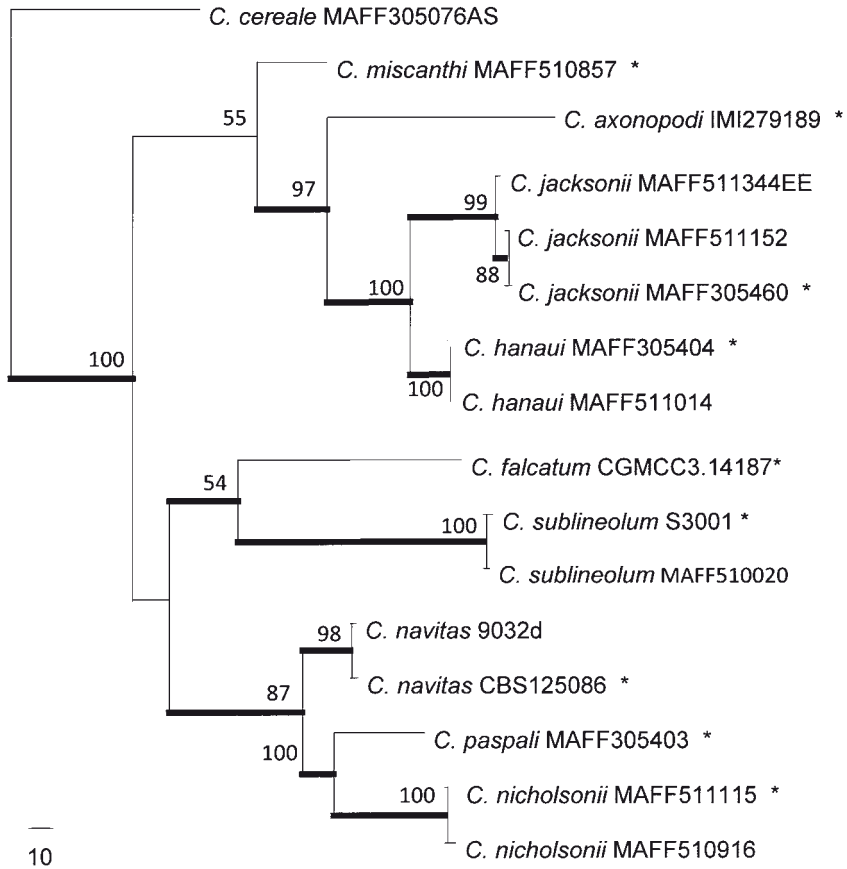 C. cereale MAFF305076AS
C. miscanthi MAFF510857 *
55
C. axonopodi IMI279189 *
97
C. jacksonii MAFF511344EE
99
C. jacksonii MAFF511152
88
C. jacksonii MAFF305460 *
100
C. hanaui MAFF305404 *
100
100
C. hanaui MAFF511014
C. falcatum CGMCC3.14187*
54
C. sublineolum S3001 *
100
C. sublineolum MAFF510020
C. navitas 9032d
98
C. navitas CBS125086 *
87
C. paspali MAFF305403 *
100
C. nicholsonii MAFF511115 *
100
C. nicholsonii MAFF510916
10